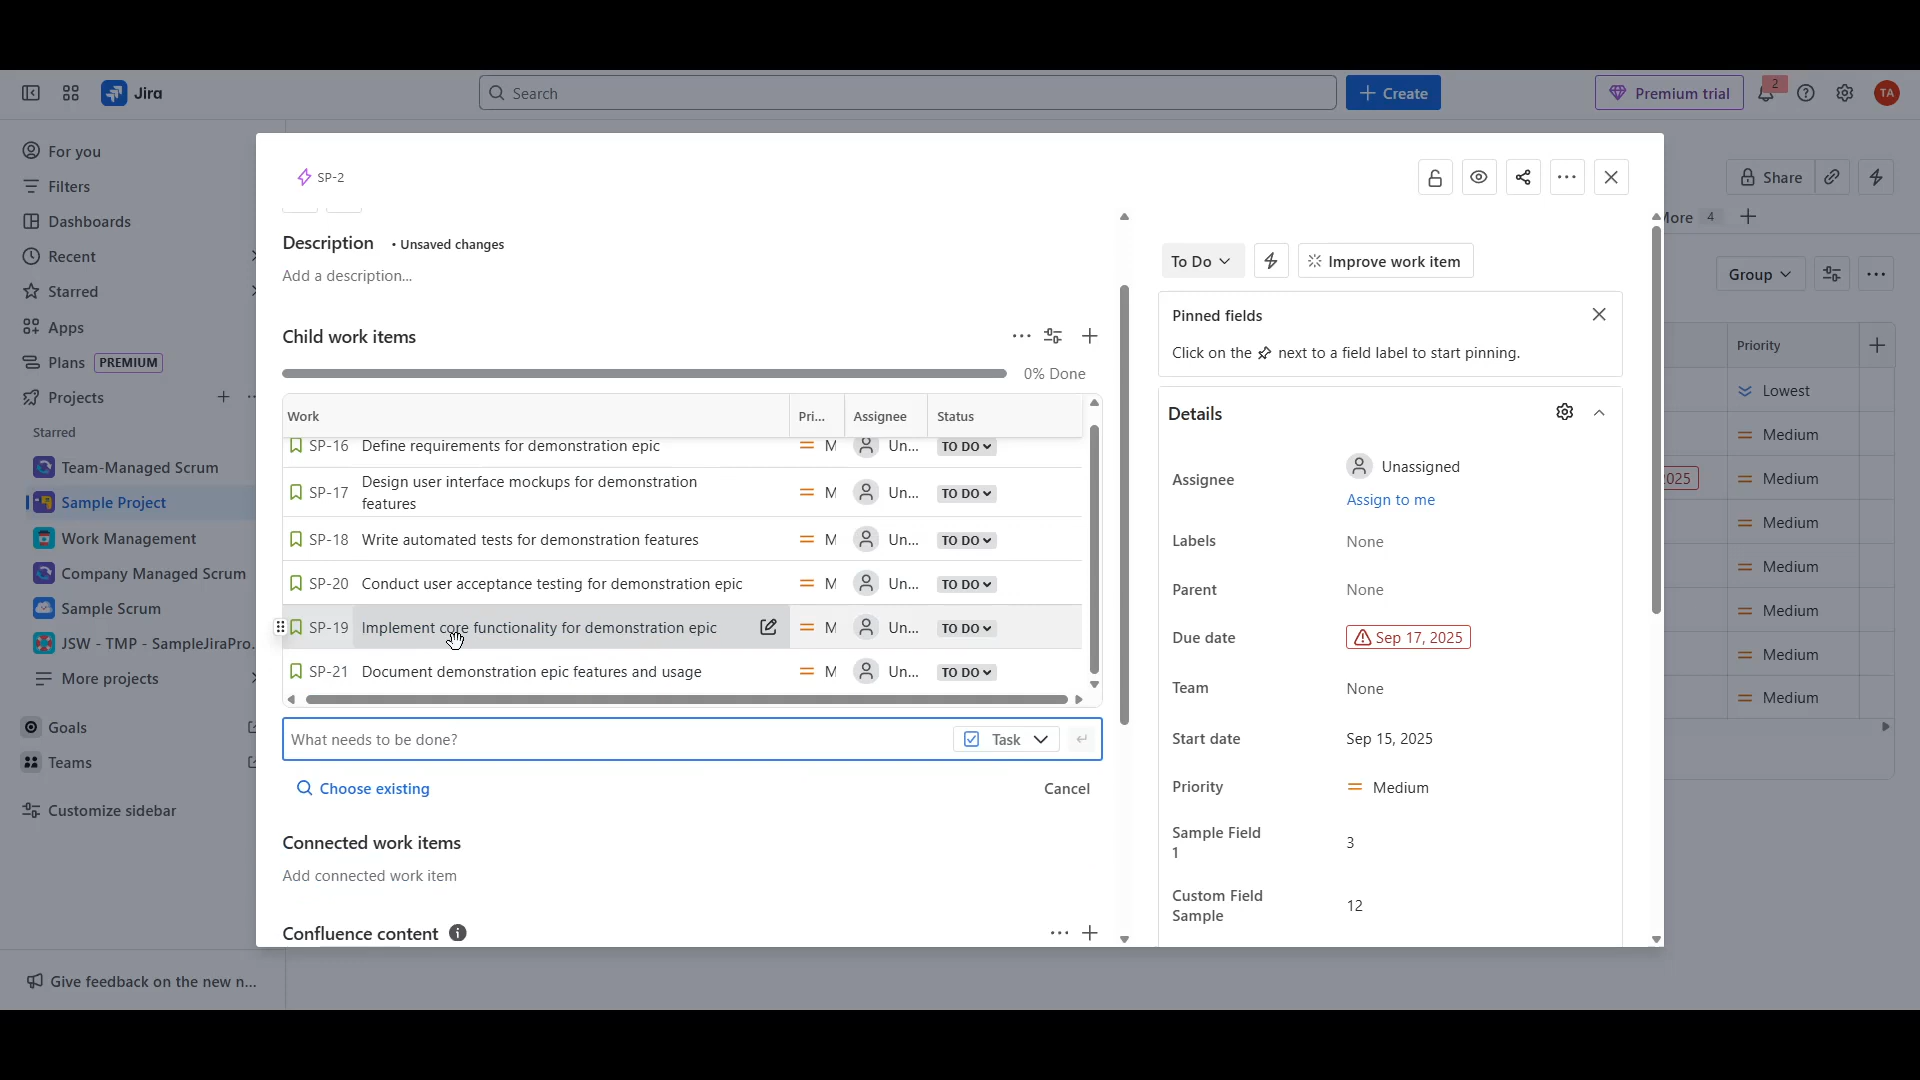 Jira
Search
Create
Premium trial
2
TA
For you
Filters
Dashboards
Recent
Starred
Apps
Plans PREMIUM
Projects
Starred
Team-Managed Scrum
Sample Project
Work Management
Company Managed Scrum
Sample Scrum
JSW - TMP - SampleJiraPro.
More projects
Goals
Teams
Customize sidebar
Give feedback on the new n...
SP-2
Description • Unsaved changes
Add a description...
Child work items
0% Done
Work Pri... Assignee Status
SP-16 Define requirements for demonstration epic M Un... TO DO
SP-17 Design user interface mockups for demonstration
features M Un... TO DO
SP-18 Write automated tests for demonstration features M Un... TO DO
SP-20 Conduct user acceptance testing for demonstration epic M Un... TO DO
SP-19 Implement core functionality for demonstration epic M Un... TO DO
SP-21 Document demonstration epic features and usage M Un... TO DO
What needs to be done? Task
Choose existing Cancel
Connected work items
Add connected work item
Confluence content
To Do
Improve work item
Pinned fields
Click on the next to a field label to start pinning.
Details
Assignee Unassigned
Assign to me
Labels None
Parent None
Due date Sep 17, 2025
Team None
Start date Sep 15, 2025
Priority Medium
Sample Field
1 3
Custom Field
Sample 12
Share
More 4
Group
Priority
Lowest
Medium
2025 Medium
Medium
Medium
Medium
Medium
Medium